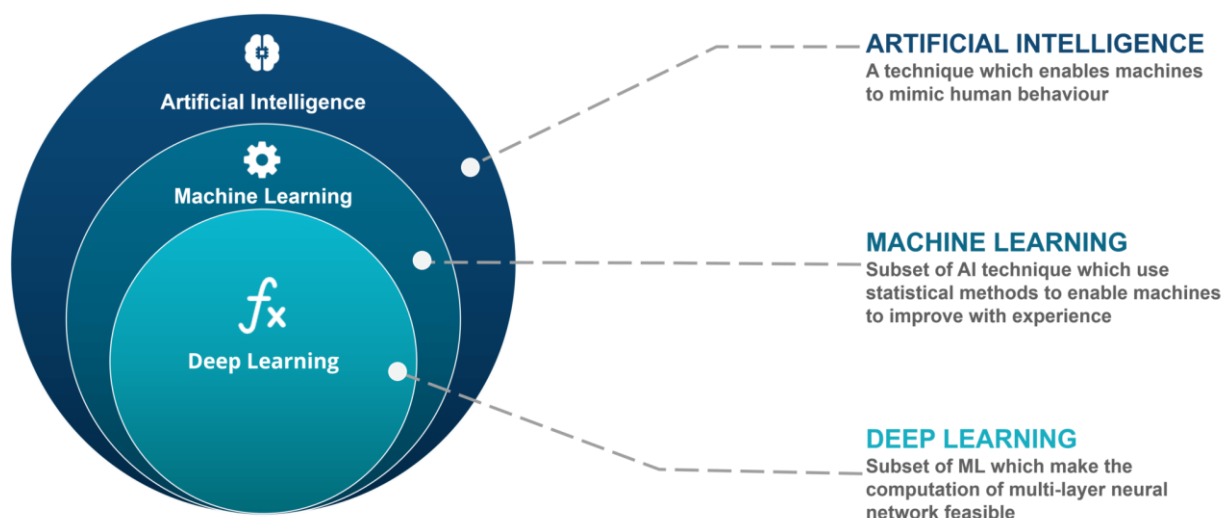 Artificial Intelligence
Machine Learning
fx
Deep Learning
ARTIFICIAL INTELLIGENCE
A technique which enables machines
to mimic human behaviour
MACHINE LEARNING
Subset of AI technique which use
statistical methods to enable machines
to improve with experience
DEEP LEARNING
Subset of ML which make the
computation of multi-layer neural
network feasible